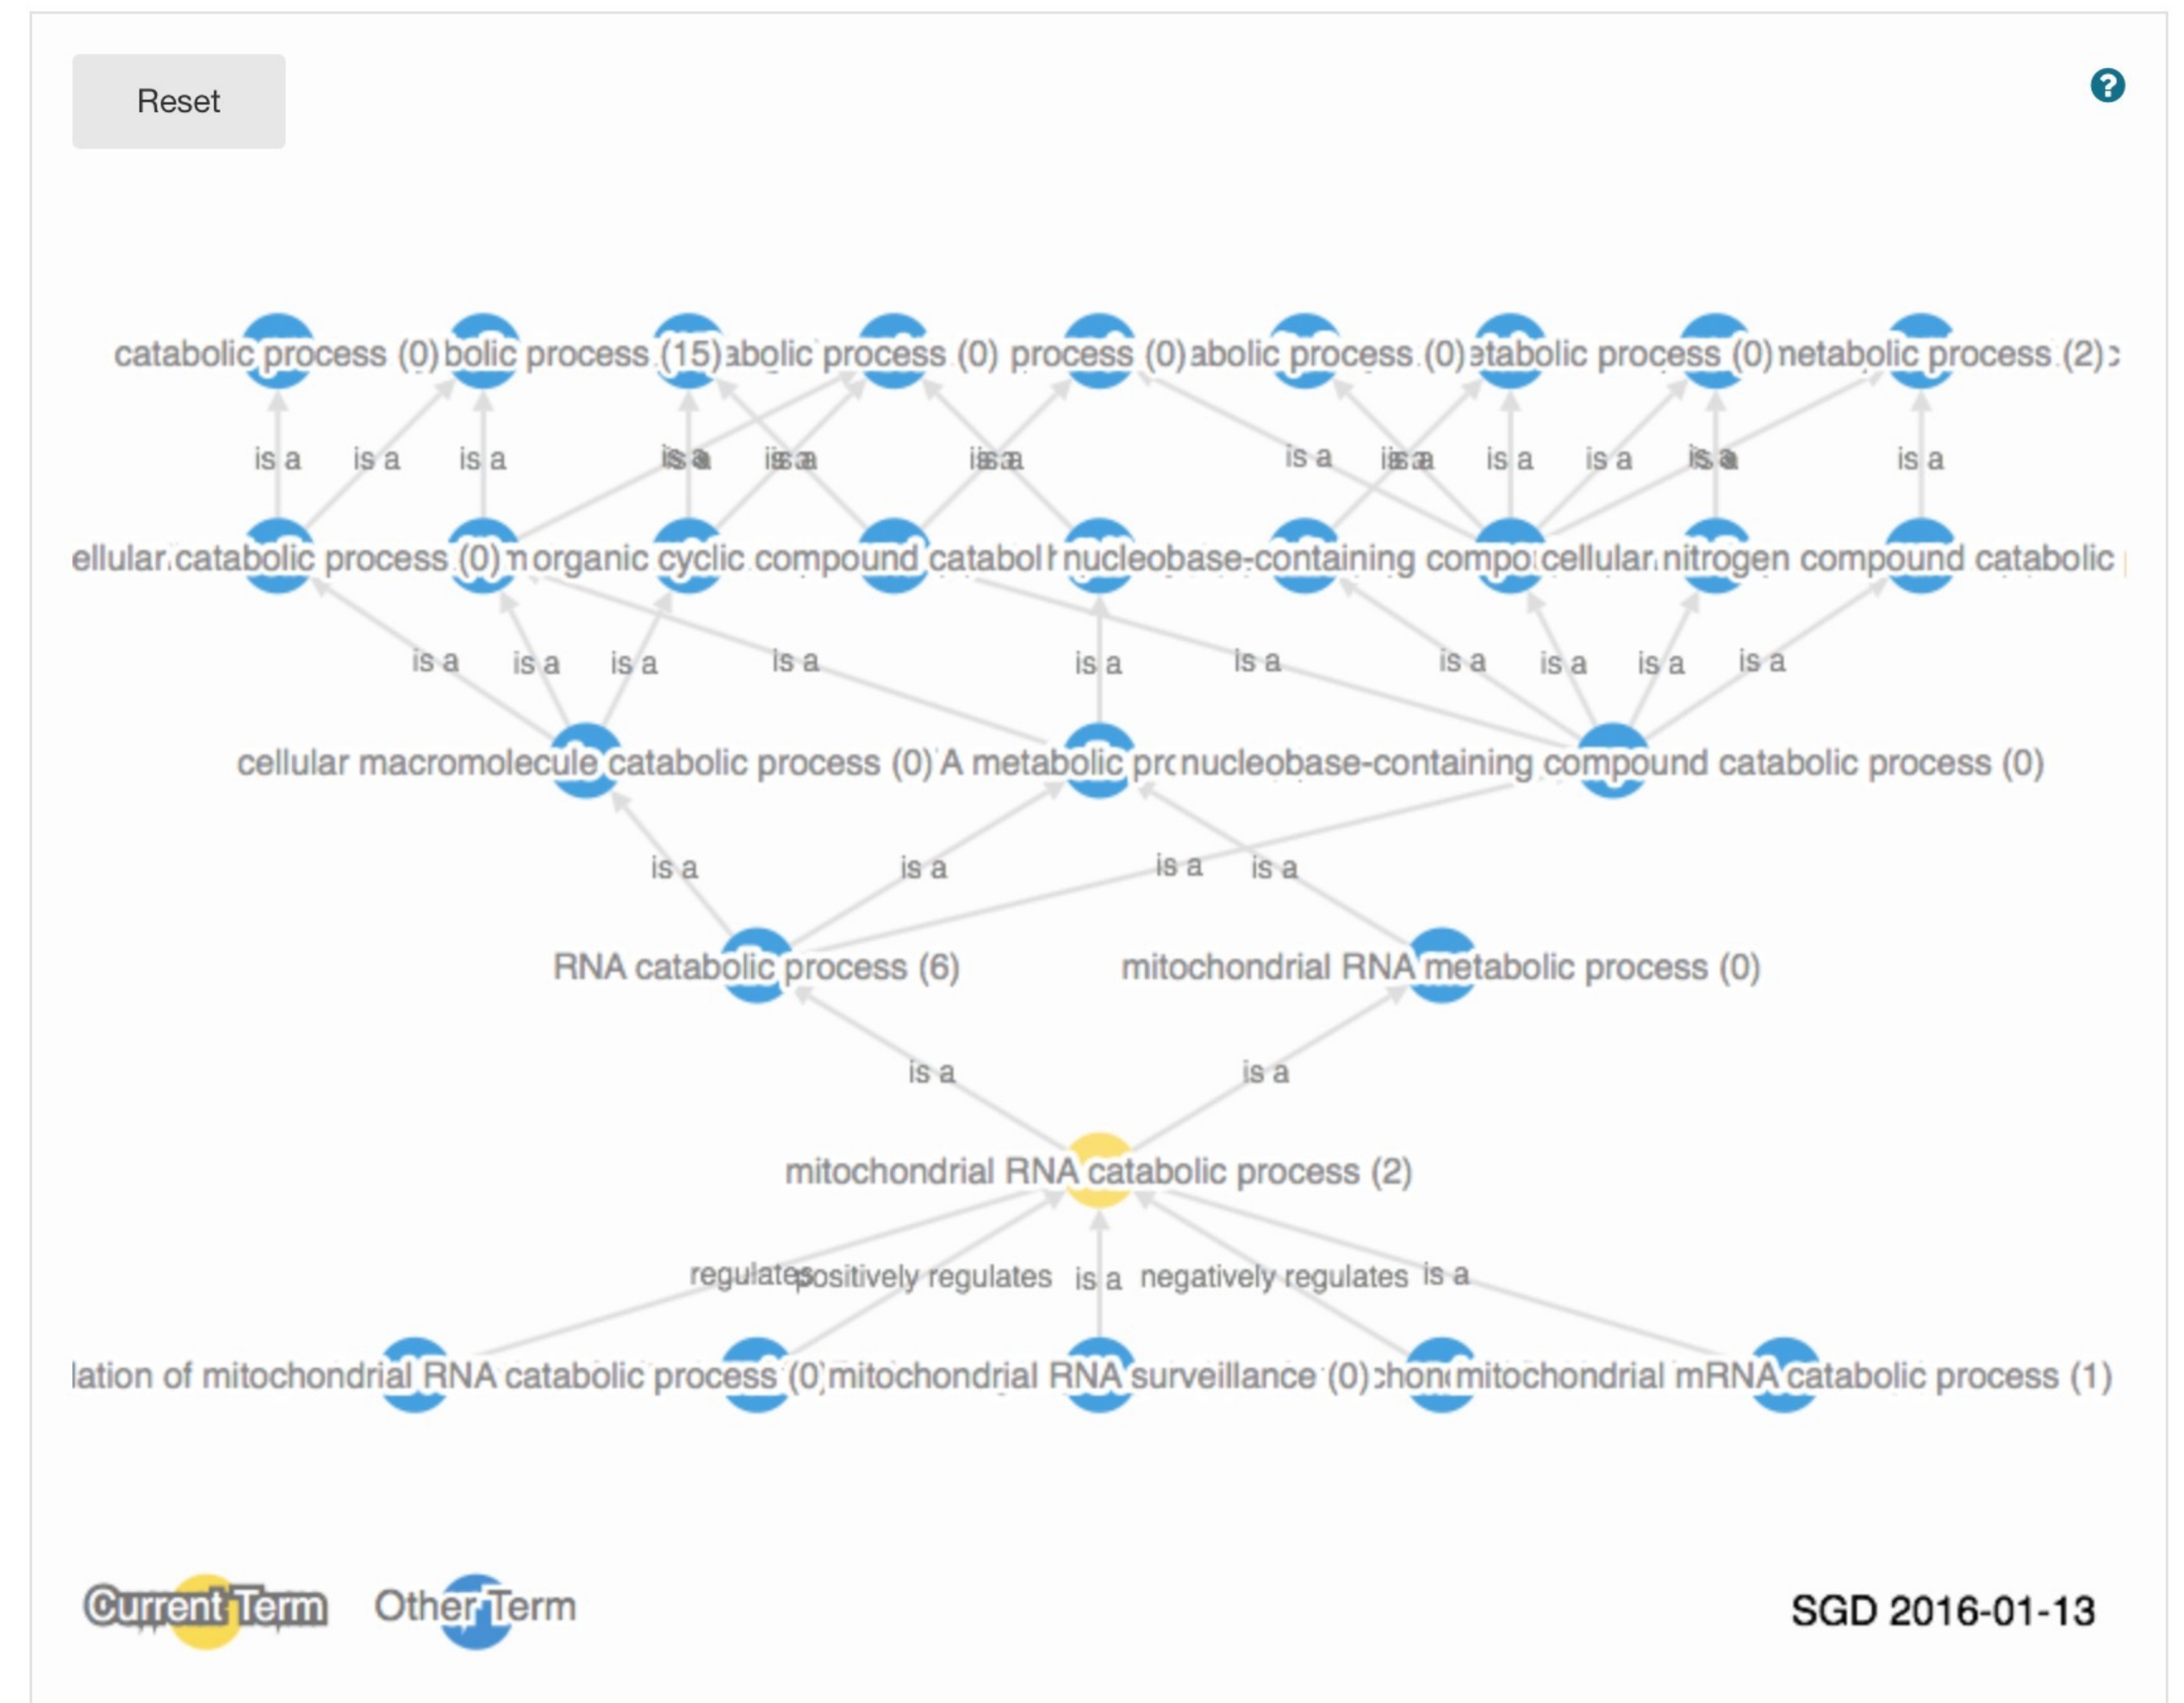 Reset
?
catabolic process (0) bolic process (15) abolic process (0) process (0) abolic process (0) etabolic process (0) netabolic process (2)
is a is a is a is a is a is a is a is a is a is a is a is a
ellular catabolic process (0) m organic cyclic compound catabol nucleobase-containing compo cellular nitrogen compound catabolic
is a is a is a is a is a is a is a is a is a is a
cellular macromolecule catabolic process (0) A metabolic pro nucleobase-containing compound catabolic process (0)
is a is a is a is a
RNA catabolic process (6) mitochondrial RNA metabolic process (0)
is a is a
mitochondrial RNA catabolic process (2)
regulates positively regulates is a negatively regulates is a
lation of mitochondrial RNA catabolic process (0) mitochondrial RNA surveillance (0) chon mitochondrial mRNA catabolic process (1)
Current Term Other Term SGD 2016-01-13